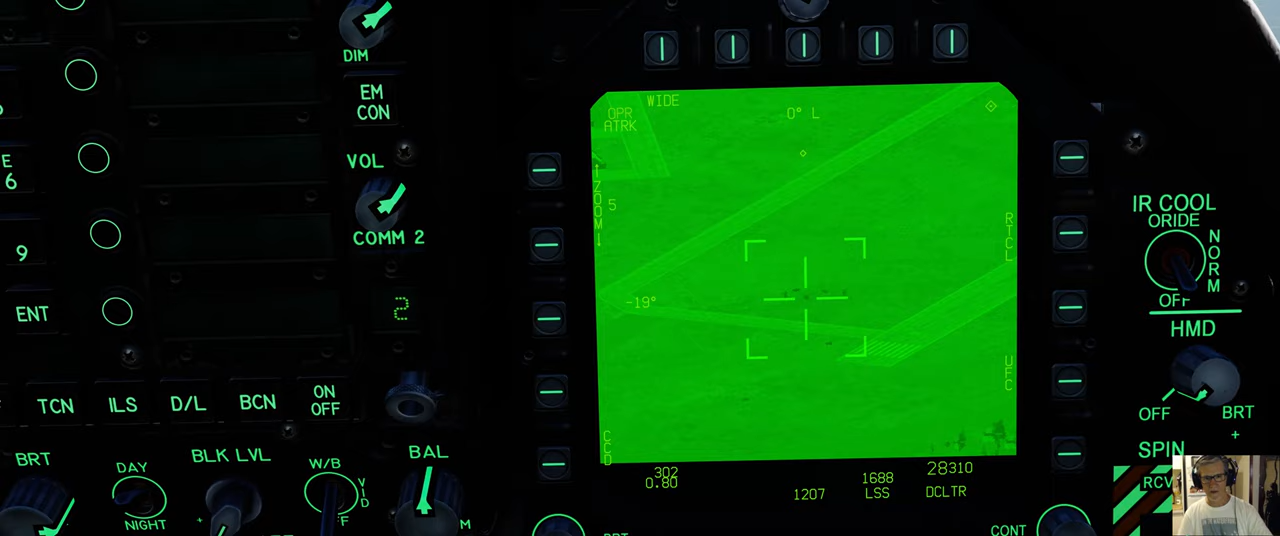 DIM
EM
CON
VOL
E
6
COMM 2
9
2
ENT
TCN
ILS
D/L
BCN
ON
OFF
BRT
DAY
NIGHT
BLK LVL
W/B
VID
BAL
WIDE
OPR
ATRK
0° L
ZOOM
5
-19°
RTCL
UFC
CCD
302
0.80
1207
1688
LSS
28310
DCLTR
CONT
IR COOL
ORIDE
NORM
OFF
HMD
OFF
BRT
SPIN
RCV